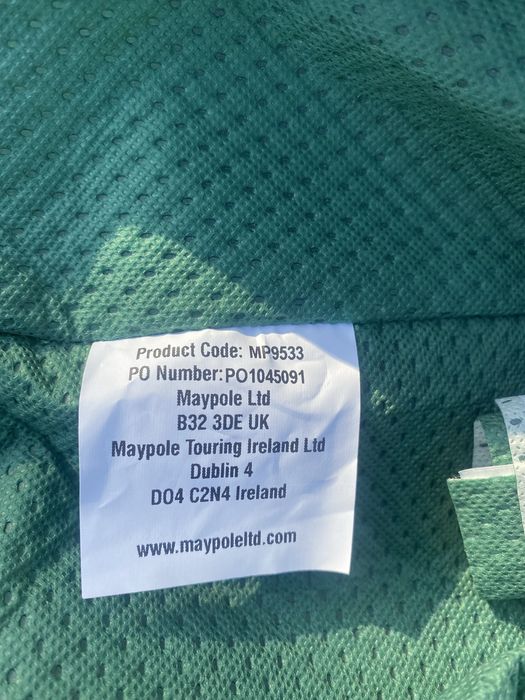 Product Code: MP9533
PO Number:PO1045091
Maypole Ltd
B32 3DE UK
Maypole Touring Ireland Ltd
Dublin 4
DO4 C2N4 Ireland
www.maypoleltd.com